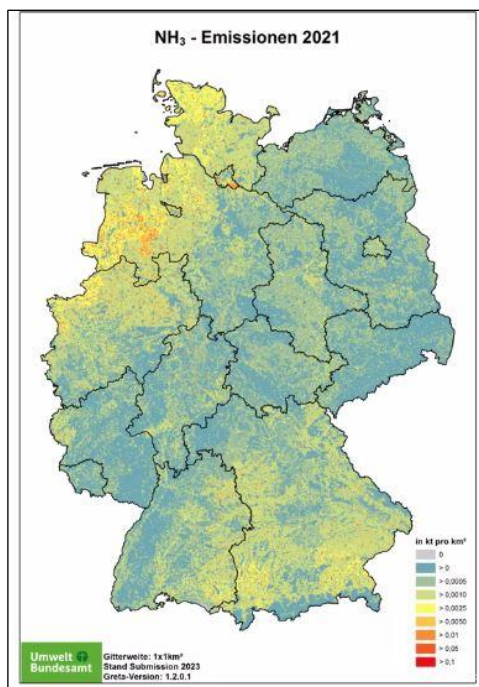 NH₃ - Emissionen 2021
in kt pro km²
0
> 0
> 0,0005
> 0,0010
> 0,0025
> 0,0050
> 0,01
> 0,05
> 0,1
Umwelt
Bundesamt
Gitterweite: 1x1km²
Stand Submission 2023
Greta-Version: 1.2.0.1